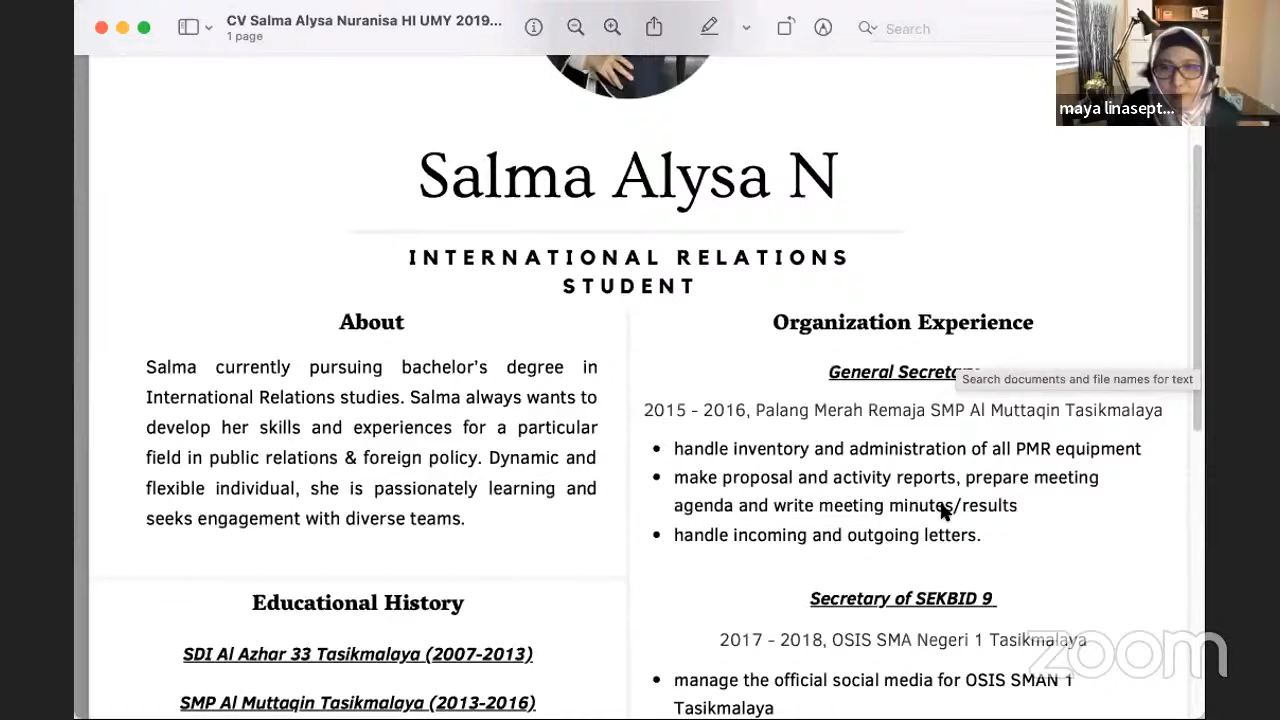 CV Salma Alysa Nuranisa HI UMY 2019...
1 page
Search
maya linasept...
Salma Alysa N
INTERNATIONAL RELATIONS
STUDENT
About
Salma currently pursuing bachelor's degree in
International Relations studies. Salma always wants to
develop her skills and experiences for a particular
field in public relations & foreign policy. Dynamic and
flexible individual, she is passionately learning and
seeks engagement with diverse teams.
Educational History
SDI Al Azhar 33 Tasikmalaya (2007-2013)
SMP Al Muttaqin Tasikmalaya (2013-2016)
Organization Experience
General Secreta
Search documents and file names for text
2015 - 2016, Palang Merah Remaja SMP Al Muttaqin Tasikmalaya
• handle inventory and administration of all PMR equipment
• make proposal and activity reports, prepare meeting
agenda and write meeting minutes/results
• handle incoming and outgoing letters.
Secretary of SEKBID 9
2017 - 2018, OSIS SMA Negeri 1 Tasikmalaya
• manage the official social media for OSIS SMAN 1
Tasikmalaya
zoom